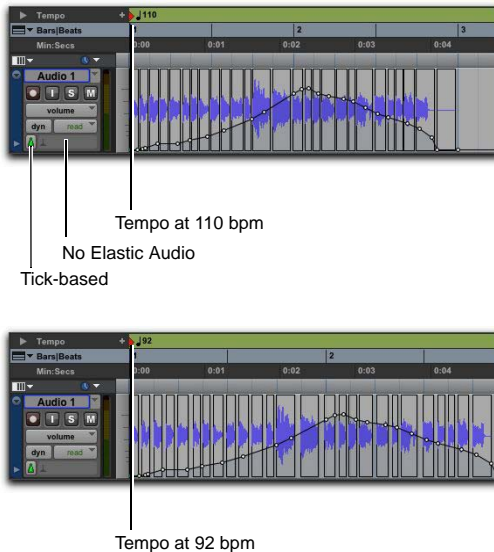 Tempo + ♩110
Bars|Beats 1 2 3
Min:Secs 0:00 0:01 0:02 0:03 0:04
Audio 1
I S M
volume
dyn read
Tempo at 110 bpm
No Elastic Audio
Tick-based
Tempo + ♩92
Bars|Beats 1 2
Min:Secs 0:00 0:01 0:02 0:03 0:04
Audio 1
I S M
volume
dyn read
Tempo at 92 bpm